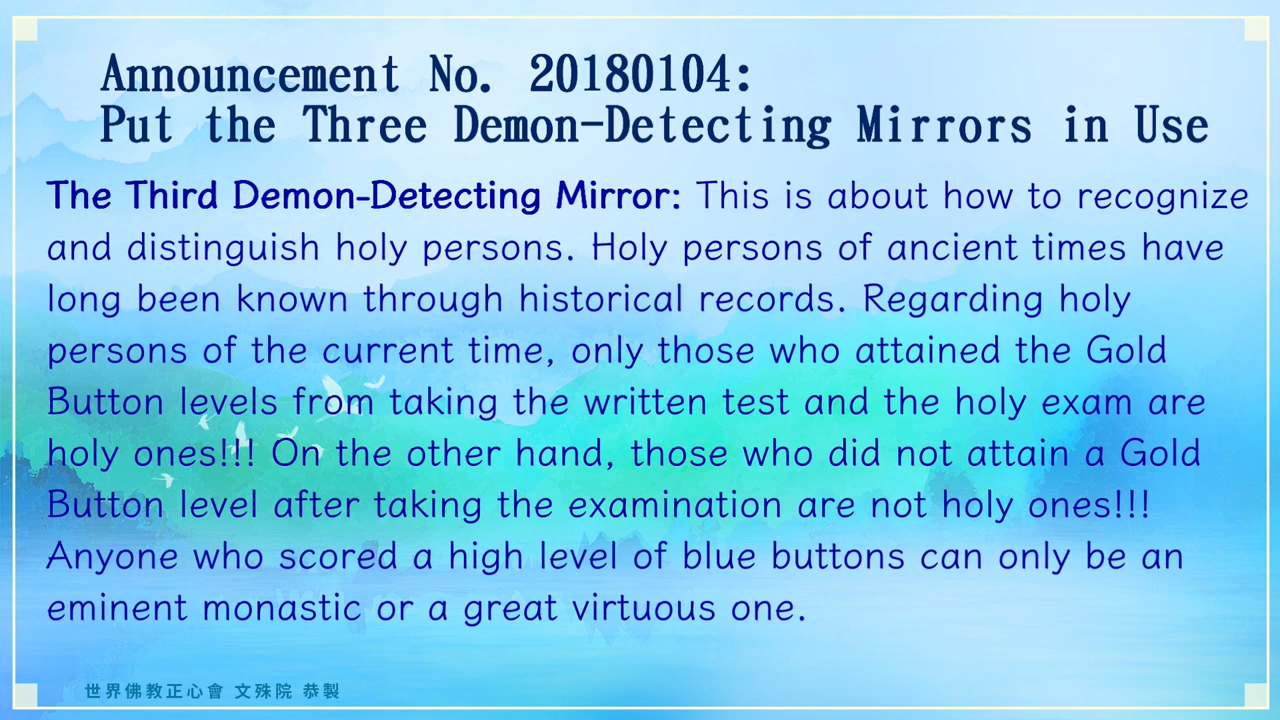 Announcement No. 20180104:
Put the Three Demon-Detecting Mirrors in Use
The Third Demon-Detecting Mirror: This is about how to recognize
and distinguish holy persons. Holy persons of ancient times have
long been known through historical records. Regarding holy
persons of the current time, only those who attained the Gold
Button levels from taking the written test and the holy exam are
holy ones!!! On the other hand, those who did not attain a Gold
Button level after taking the examination are not holy ones!!!
Anyone who scored a high level of blue buttons can only be an
eminent monastic or a great virtuous one.
世界佛教正心會 文殊院 恭製